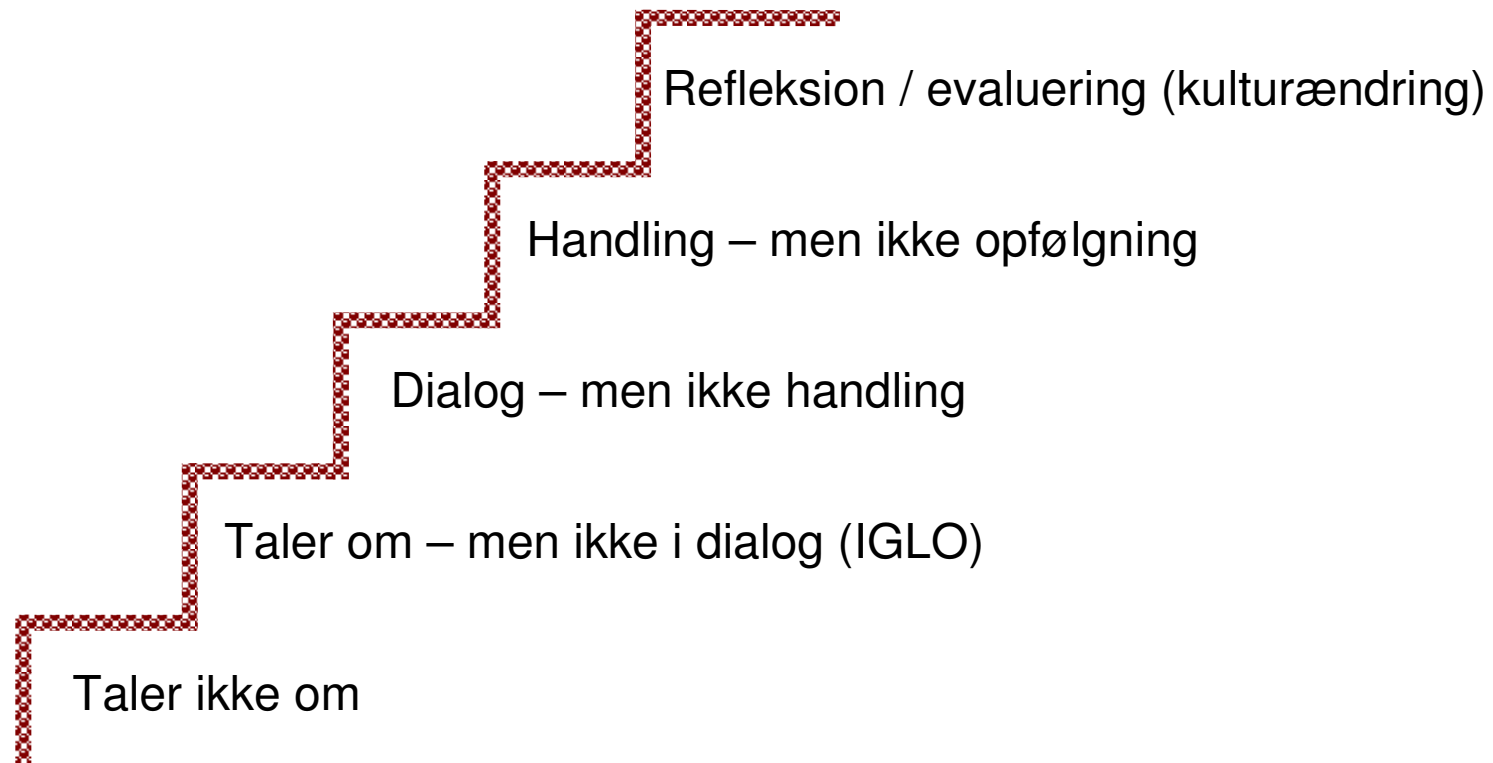 Refleksion / evaluering (kulturændring)
Handling – men ikke opfølgning
Dialog – men ikke handling
Taler om – men ikke i dialog (IGLO)
Taler ikke om